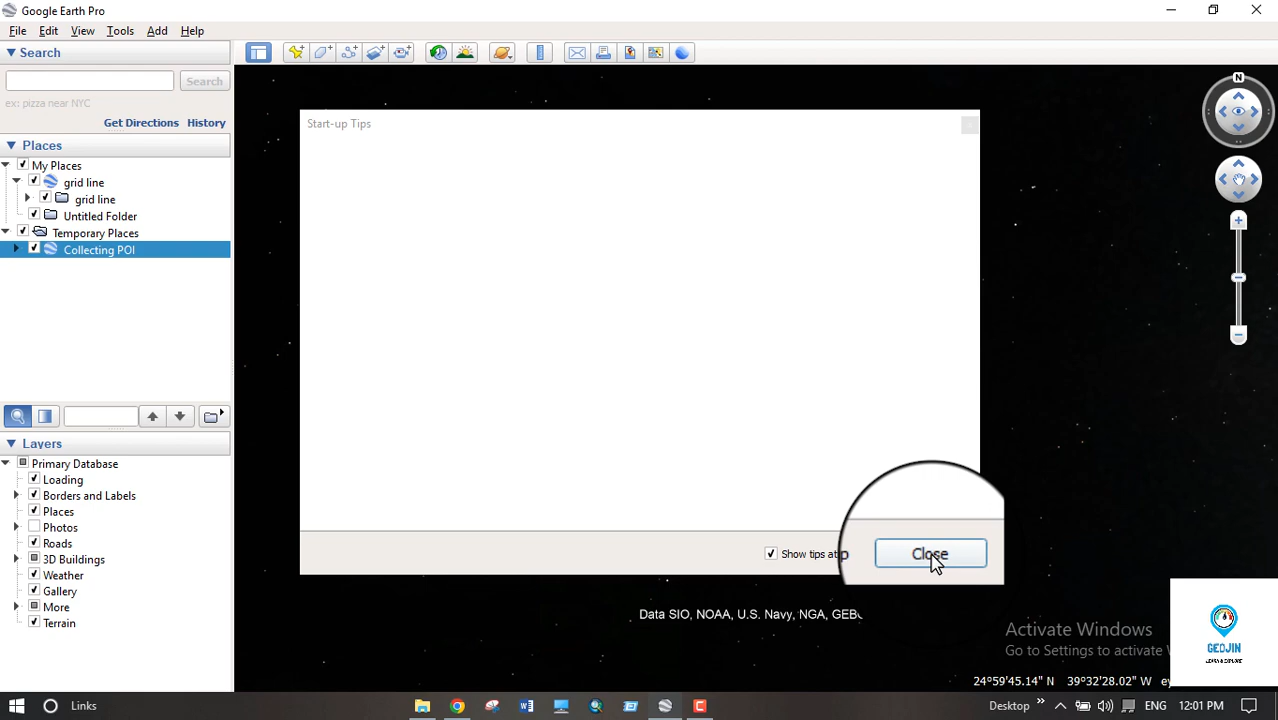 Google Earth Pro
File Edit View Tools Add Help
Search
Search
ex: pizza near NYC
Get Directions History
Places
My Places
grid line
grid line
Untitled Folder
Temporary Places
Collecting POI
Layers
Primary Database
Loading
Borders and Labels
Places
Photos
Roads
3D Buildings
Weather
Gallery
More
Terrain
Start-up Tips
Show tips at
Close
N
Data SIO, NOAA, U.S. Navy, NGA, GEBC
Activate Windows
Go to Settings to activate
24°59'45.14" N 39°32'28.02" W
GEOJIN
LEARN & EXPLORE
Links
Desktop
ENG
12:01 PM